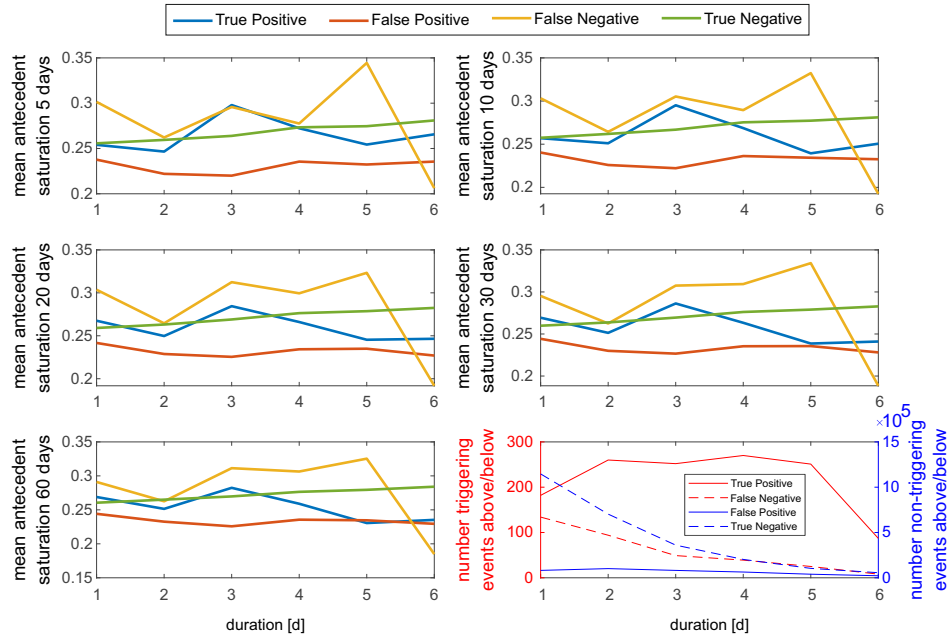 True Positive False Positive False Negative True Negative
mean antecedent
saturation 5 days
0.35
0.3
0.25
0.2
1 2 3 4 5 6
mean antecedent
saturation 10 days
0.35
0.3
0.25
0.2
1 2 3 4 5 6
mean antecedent
saturation 20 days
0.35
0.3
0.25
0.2
1 2 3 4 5 6
mean antecedent
saturation 30 days
0.35
0.3
0.25
0.2
1 2 3 4 5 6
mean antecedent
saturation 60 days
0.35
0.3
0.25
0.2
0.15
1 2 3 4 5 6
duration [d]
number triggering
events above/below
300
200
100
0
True Positive
False Negative
False Positive
True Negative
×10^5
15
10
5
0
number non-triggering
events above/below
1 2 3 4 5 6
duration [d]